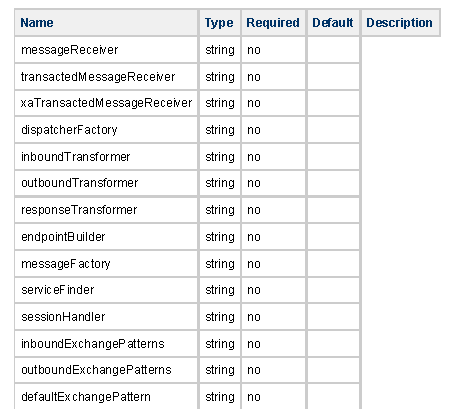 Name Type Required Default Description
messageReceiver string no
transactedMessageReceiver string no
xaTransactedMessageReceiver string no
dispatcherFactory string no
inboundTransformer string no
outboundTransformer string no
responseTransformer string no
endpointBuilder string no
messageFactory string no
serviceFinder string no
sessionHandler string no
inboundExchangePatterns string no
outboundExchangePatterns string no
defaultExchangePattern string no